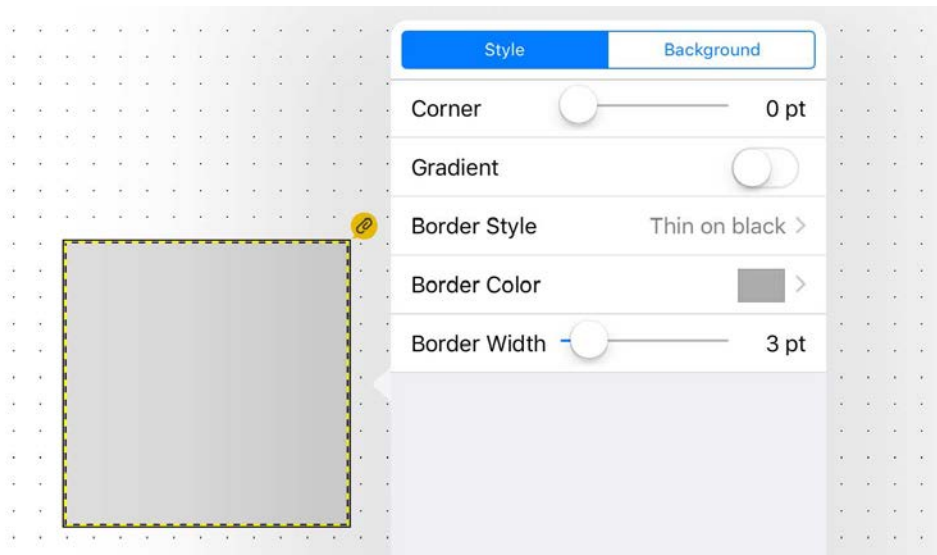 Style Background
Corner 0 pt
Gradient
Border Style Thin on black >
Border Color >
Border Width 3 pt